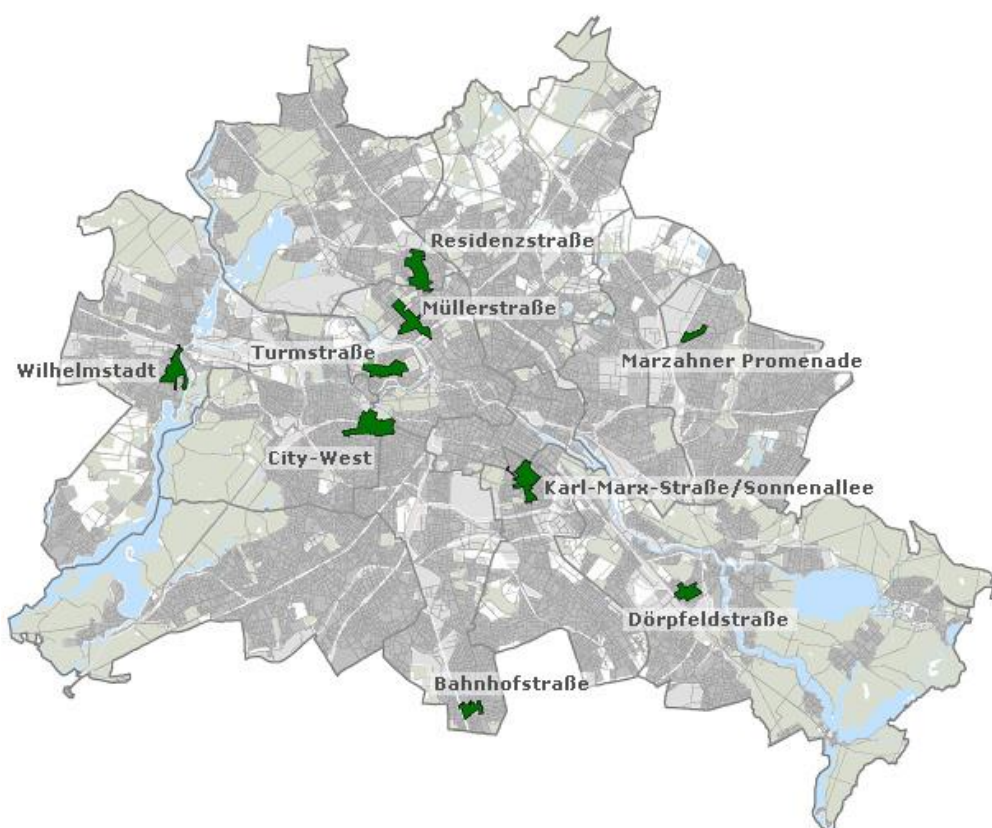 Residenzstraße
Müllerstraße
Turmstraße
Marzahner Promenade
Wilhelmstadt
City-West
Karl-Marx-Straße/Sonnenallee
Dörpfeldstraße
Bahnhofstraße